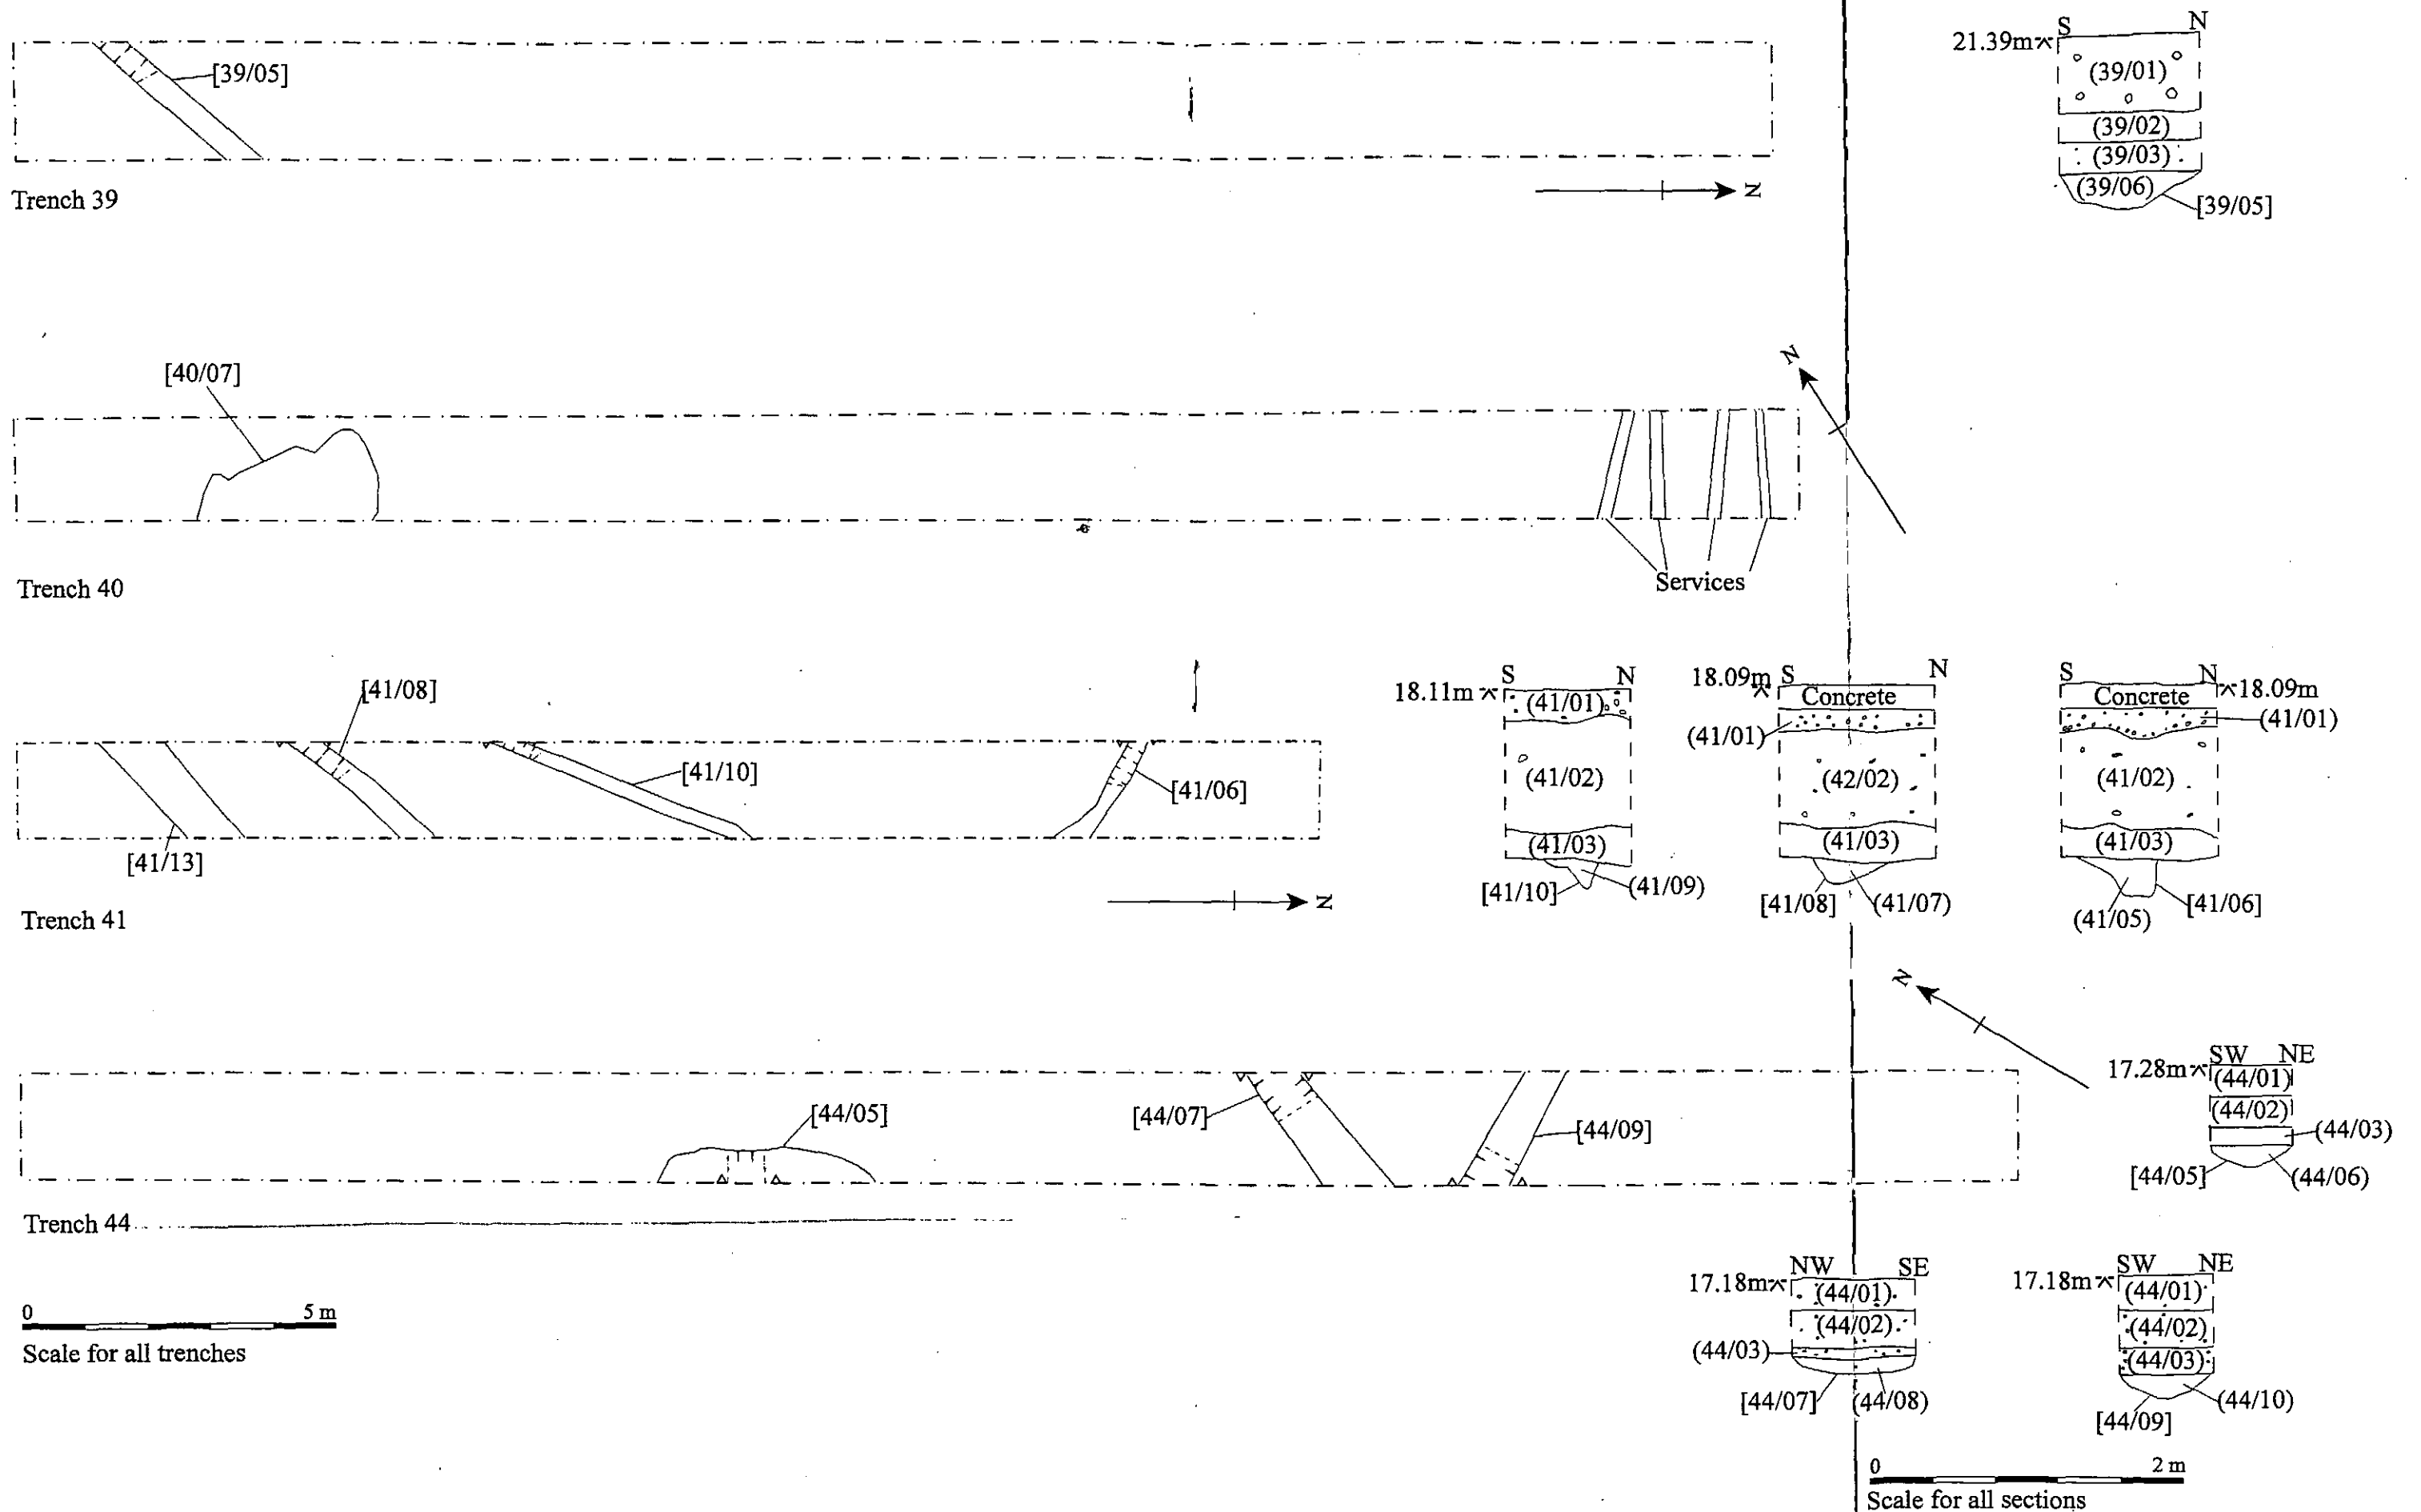 S N
21.39m
(39/01)
(39/02)
(39/03)
(39/06)
[39/05]
[39/05]
Trench 39
N
[40/07]
N
Services
Trench 40
[41/08]
[41/10]
[41/06]
[41/13]
Trench 41
N
S N
18.11m
(41/01)
(41/02)
(41/03)
[41/10]
(41/09)
18.09m S N
Concrete
(41/01)
(42/02)
(41/03)
[41/08]
(41/07)
S N
18.09m
Concrete
(41/01)
(41/02)
(41/03)
(41/05)
[41/06]
N
[44/05]
[44/07]
[44/09]
Trench 44
SW NE
17.28m
(44/01)
(44/02)
(44/03)
[44/05]
(44/06)
NW SE
17.18m
(44/01)
(44/02)
(44/03)
[44/07]
(44/08)
SW NE
17.18m
(44/01)
(44/02)
(44/03)
(44/10)
[44/09]
0 5 m
Scale for all trenches
0 2 m
Scale for all sections